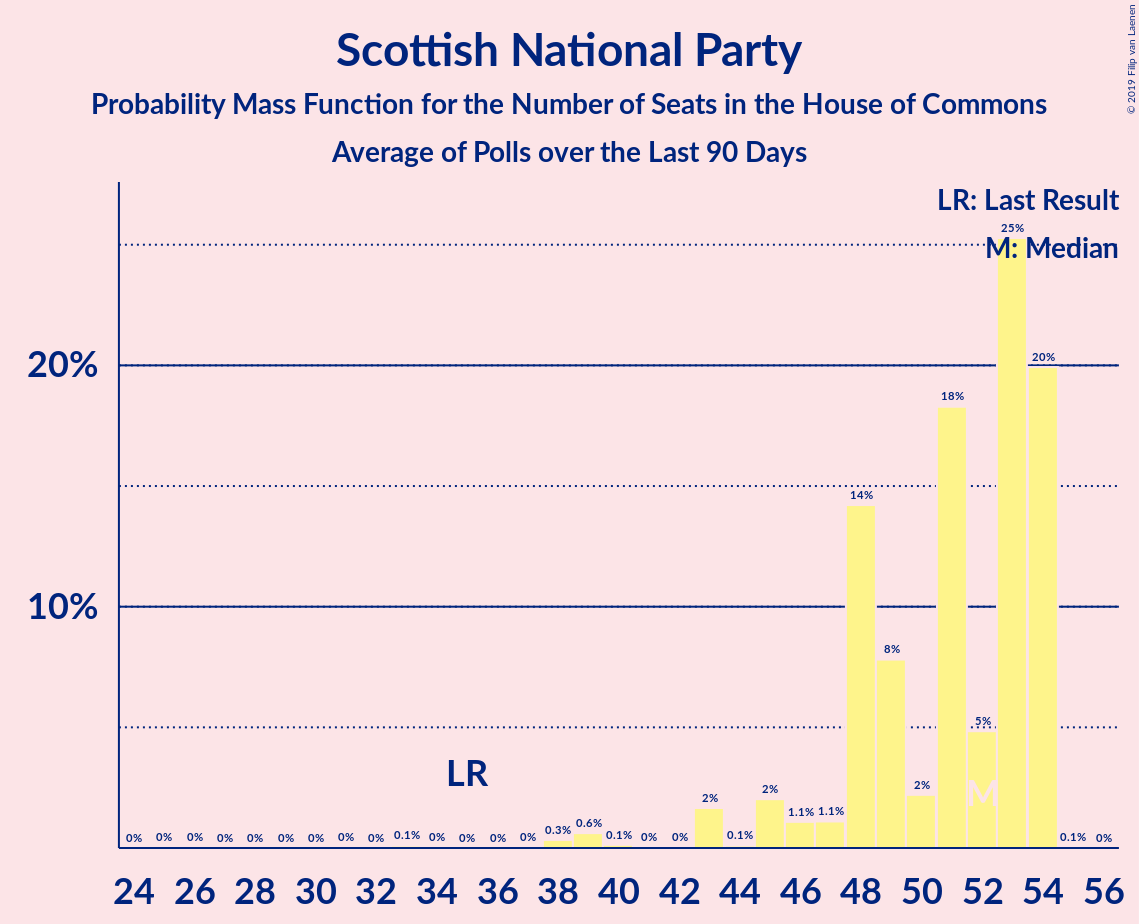 Scottish National Party
Probability Mass Function for the Number of Seats in the House of Commons
Average of Polls over the Last 90 Days
© 2019 Filip van Laenen
LR: Last Result
M: Median
20%
10%
LR
M
0% 0% 0% 0% 0% 0% 0% 0% 0% 0.1% 0% 0% 0% 0% 0.3% 0.6% 0.1% 0% 0% 2% 0.1% 2% 1.1% 1.1% 14% 8% 2% 18% 5% 25% 20% 0.1% 0%
24 26 28 30 32 34 36 38 40 42 44 46 48 50 52 54 56